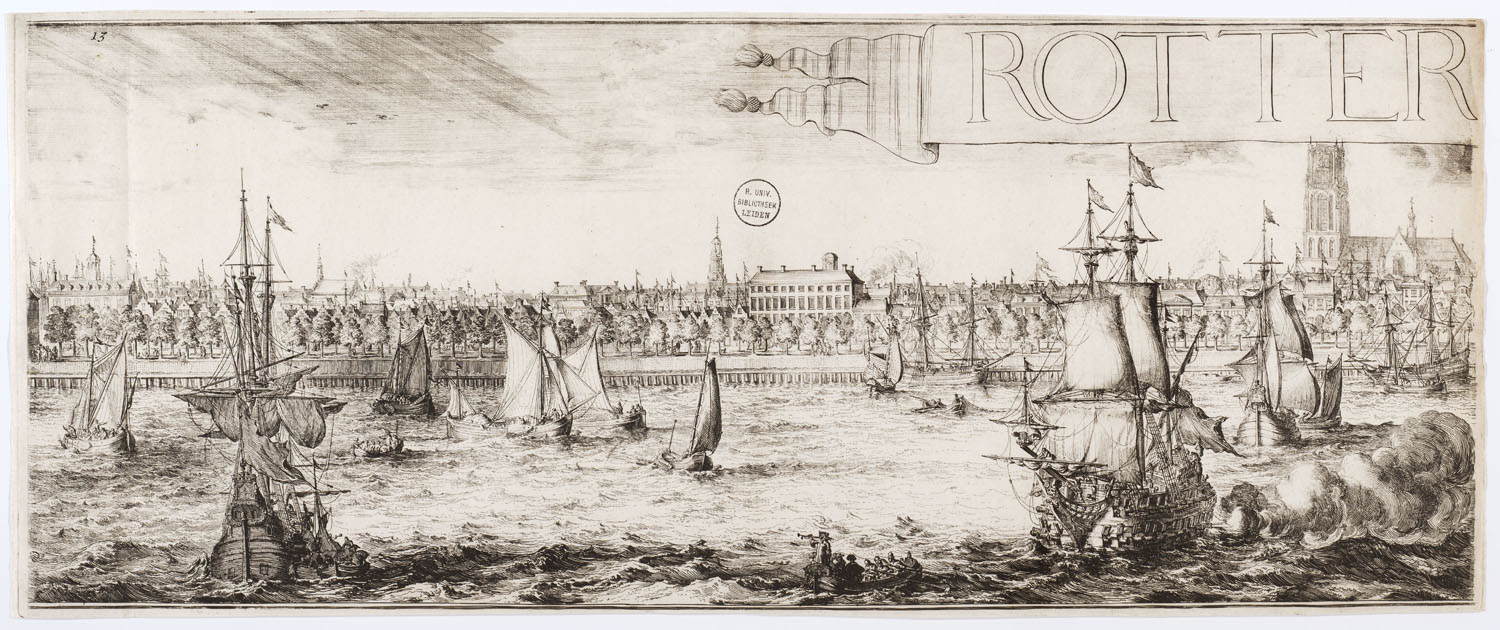 13
ROTTER
R. UNIV.
BIBLIOTHEEK
LEIDEN